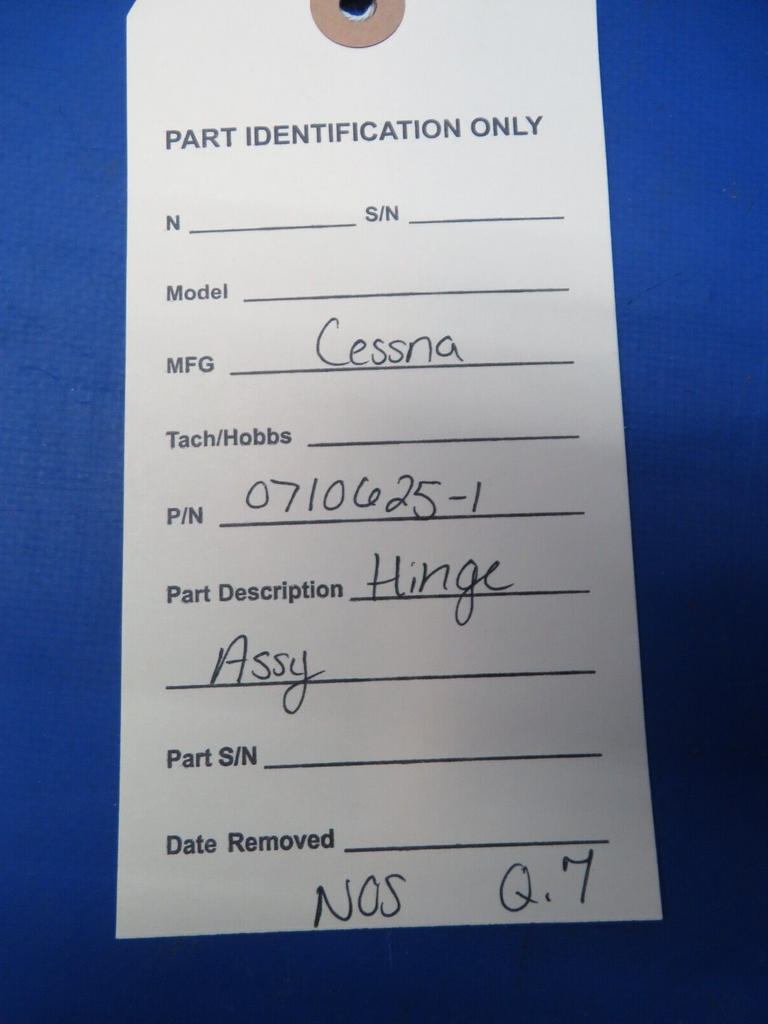 PART IDENTIFICATION ONLY
N S/N
Model
MFG Cessna
Tach/Hobbs
P/N 0710625-1
Part Description Hinge
Assy
Part S/N
Date Removed
NOS Q.7